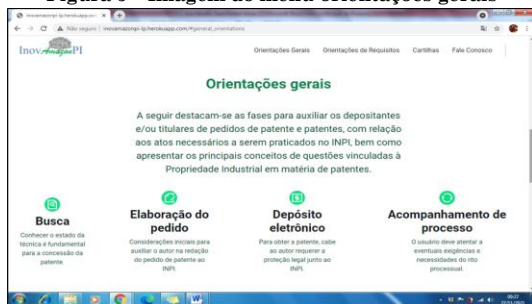 Figura 6 – Imagem do menu orientações gerais
Não seguro | inovamazonpi-lp.herokuapp.com/#general_orientations
InovAmazonPI
Orientações Gerais Orientações de Requisitos Cartilhas Fale Conosco
Orientações gerais
A seguir destacam-se as fases para auxiliar os depositantes
e/ou titulares de pedidos de patente e patentes, com relação
aos atos necessários a serem praticados no INPI, bem como
apresentar os principais conceitos de questões vinculadas à
Propriedade Industrial em matéria de patentes.
Busca
Conhecer o estado da
técnica é fundamental
para a concessão da
patente.
Elaboração do
pedido
Considerações iniciais para
auxiliar o autor na redação
do pedido de patente ao
INPI.
Depósito
eletrônico
Para obter a patente, cabe
ao autor requerer a
proteção legal junto ao
INPI.
Acompanhamento de
processo
O usuário deve atentar a
eventuais exigências e
necessidades do rito
processual.